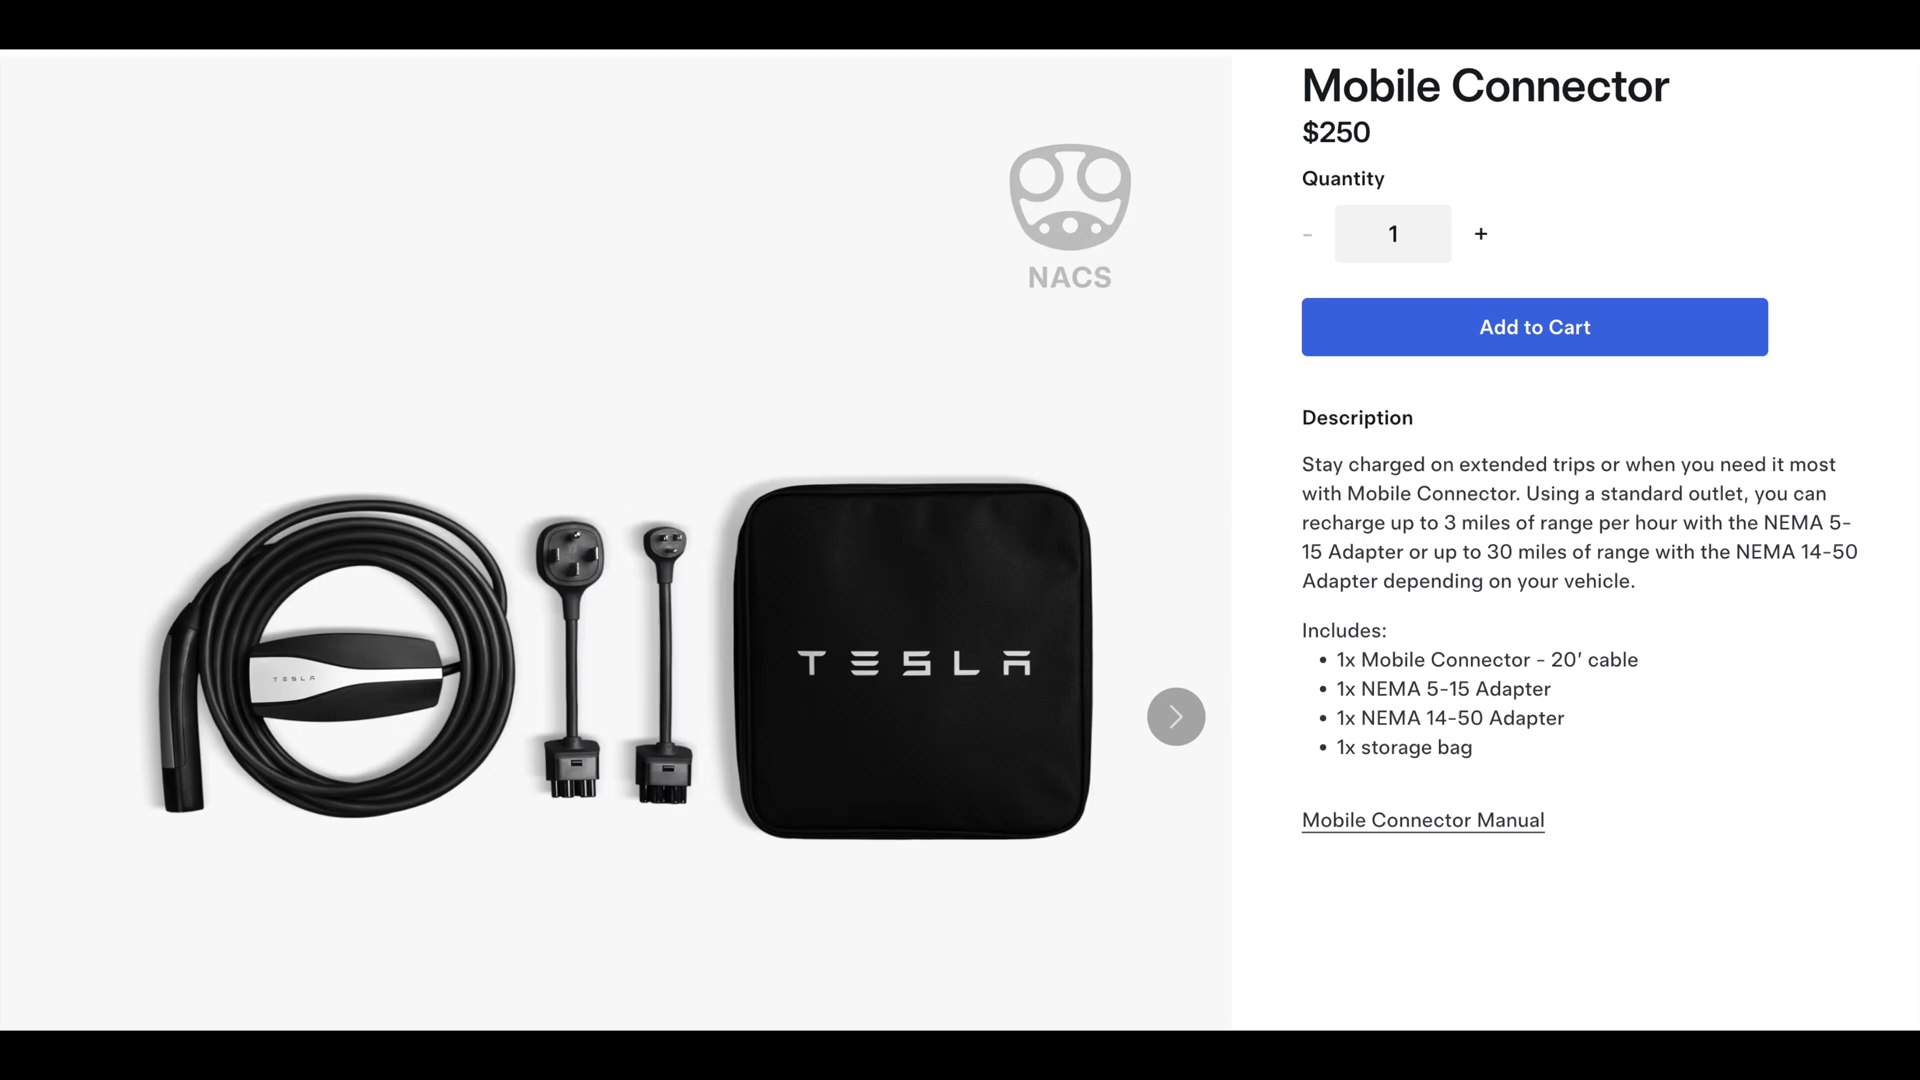 NACS
TESLA
TESLA
Mobile Connector
$250
Quantity
- 1 +
Add to Cart
Description
Stay charged on extended trips or when you need it most
with Mobile Connector. Using a standard outlet, you can
recharge up to 3 miles of range per hour with the NEMA 5-
15 Adapter or up to 30 miles of range with the NEMA 14-50
Adapter depending on your vehicle.
Includes:
• 1x Mobile Connector - 20' cable
• 1x NEMA 5-15 Adapter
• 1x NEMA 14-50 Adapter
• 1x storage bag
Mobile Connector Manual